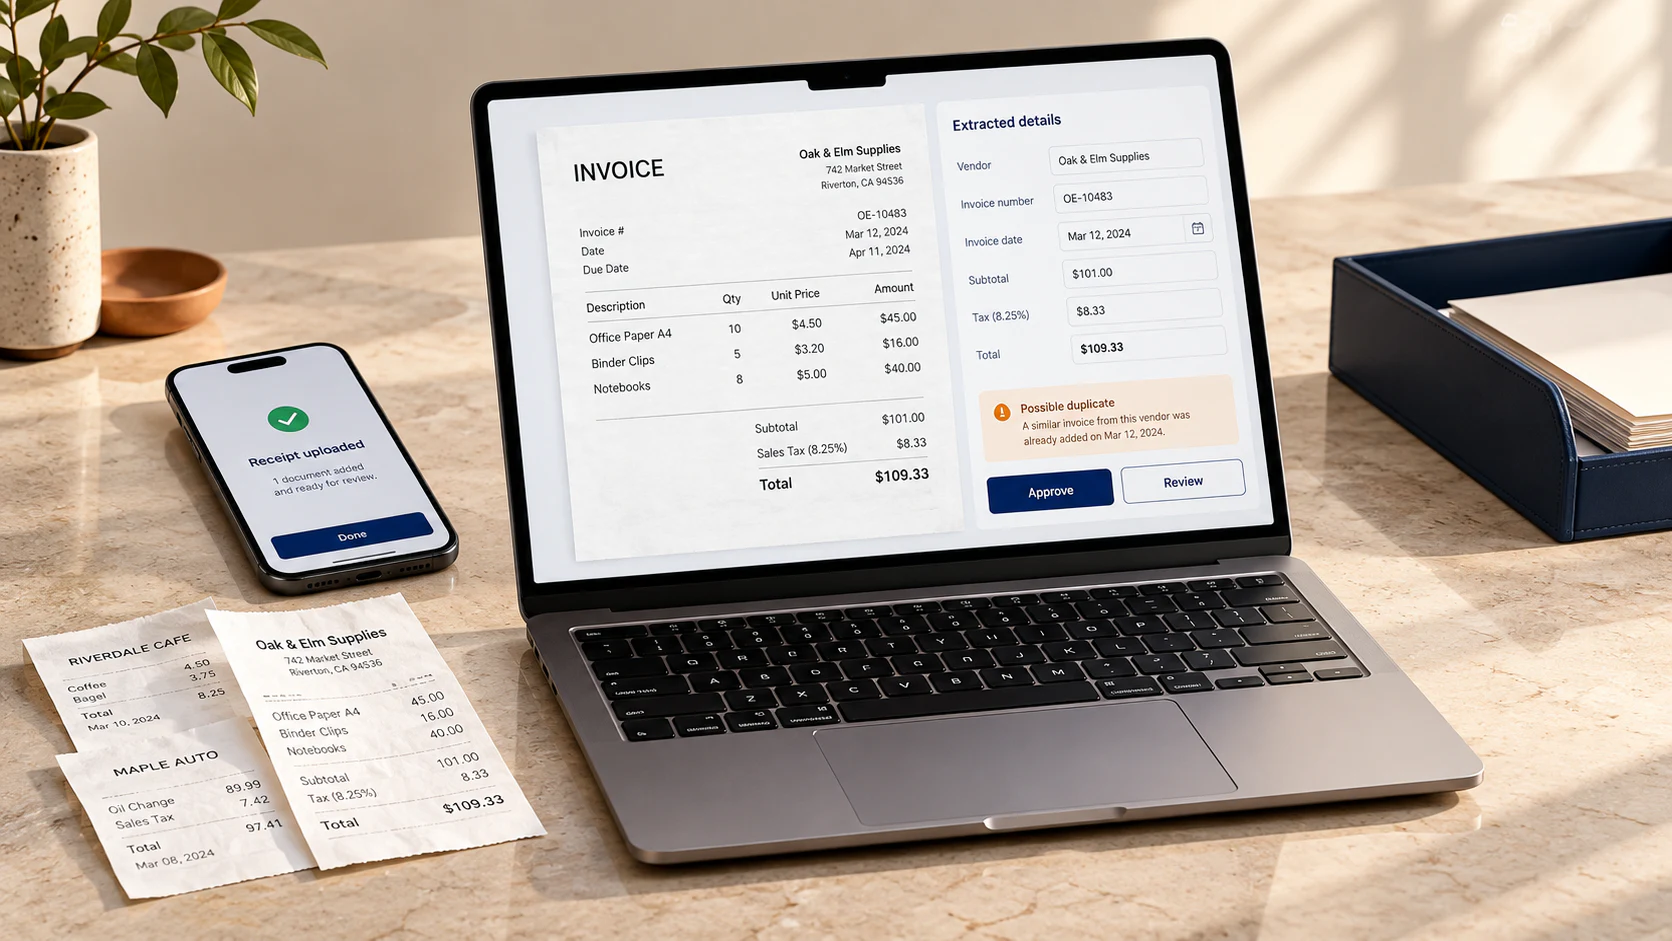 INVOICE
Oak & Elm Supplies
742 Market Street
Riverton, CA 94536
Invoice # OE-10483
Date Mar 12, 2024
Due Date Apr 11, 2024
Description Qty Unit Price Amount
Office Paper A4 10 $4.50 $45.00
Binder Clips 5 $3.20 $16.00
Notebooks 8 $5.00 $40.00
Subtotal $101.00
Sales Tax (8.25%) $8.33
Total $109.33
Extracted details
Vendor Oak & Elm Supplies
Invoice number OE-10483
Invoice date Mar 12, 2024
Subtotal $101.00
Tax (8.25%) $8.33
Total $109.33
Possible duplicate
A similar invoice from this vendor was
already added on Mar 12, 2024.
Approve
Review
Receipt uploaded
1 document added
and ready for review.
Done
RIVERDALE CAFE
Coffee 4.50
Bagel 3.75
Total 8.25
Mar 10, 2024
Oak & Elm Supplies
742 Market Street
Riverton, CA 94536
Office Paper A4 45.00
Binder Clips 16.00
Notebooks 40.00
Subtotal 101.00
Tax (8.25%) 8.33
Total $109.33
MAPLE AUTO
Oil Change 89.99
Sales Tax 7.42
Total 97.41
Mar 08, 2024